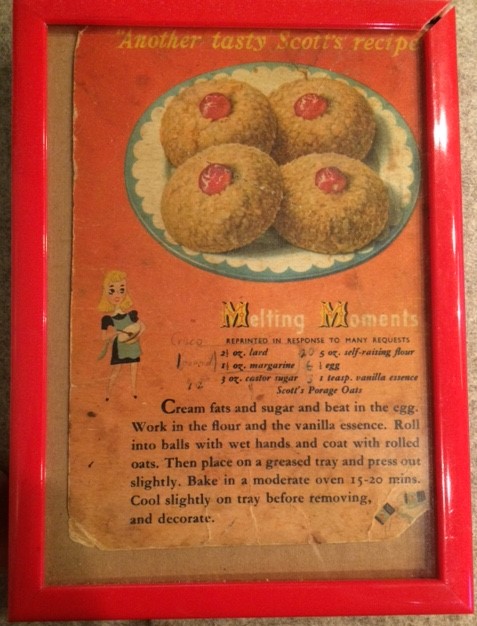 "Another tasty Scott's recipe
Melting Moments
REPRINTED IN RESPONSE TO MANY REQUESTS
2½ oz. lard 5 oz. self-raising flour
1½ oz. margarine 1 egg
3 oz. castor sugar 1 teasp. vanilla essence
Scott's Porage Oats
Cream fats and sugar and beat in the egg.
Work in the flour and the vanilla essence. Roll
into balls with wet hands and coat with rolled
oats. Then place on a greased tray and press out
slightly. Bake in a moderate oven 15-20 mins.
Cool slightly on tray before removing,
and decorate.